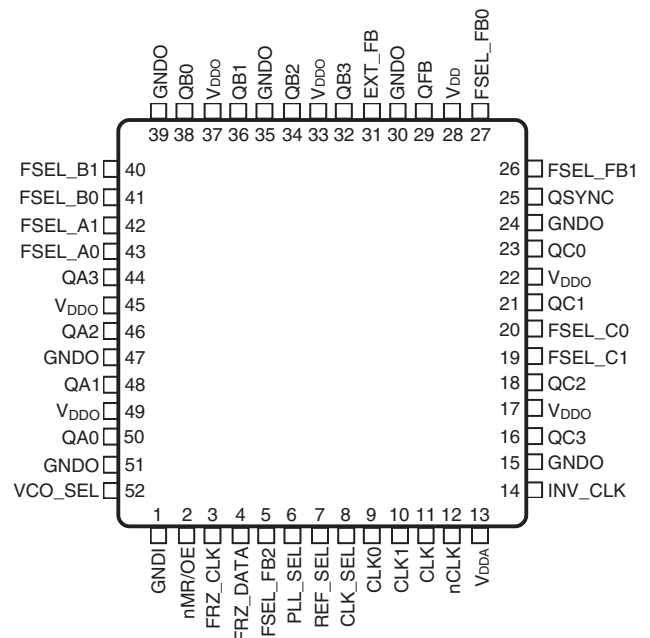 GNDO QB0 VDDO QB1 GNDO QB2 VDDO QB3 EXT_FB GNDO QFB VDD FSEL_FB0
39 38 37 36 35 34 33 32 31 30 29 28 27
FSEL_B1 40
FSEL_B0 41
FSEL_A1 42
FSEL_A0 43
QA3 44
VDDO 45
QA2 46
GNDO 47
QA1 48
VDDO 49
QA0 50
GNDO 51
VCO_SEL 52
26 FSEL_FB1
25 QSYNC
24 GNDO
23 QC0
22 VDDO
21 QC1
20 FSEL_C0
19 FSEL_C1
18 QC2
17 VDDO
16 QC3
15 GNDO
14 INV_CLK
1 2 3 4 5 6 7 8 9 10 11 12 13
GNDI nMR/OE FRZ_CLK FRZ_DATA FSEL_FB2 PLL_SEL REF_SEL CLK_SEL CLK0 CLK1 CLK nCLK VDDA